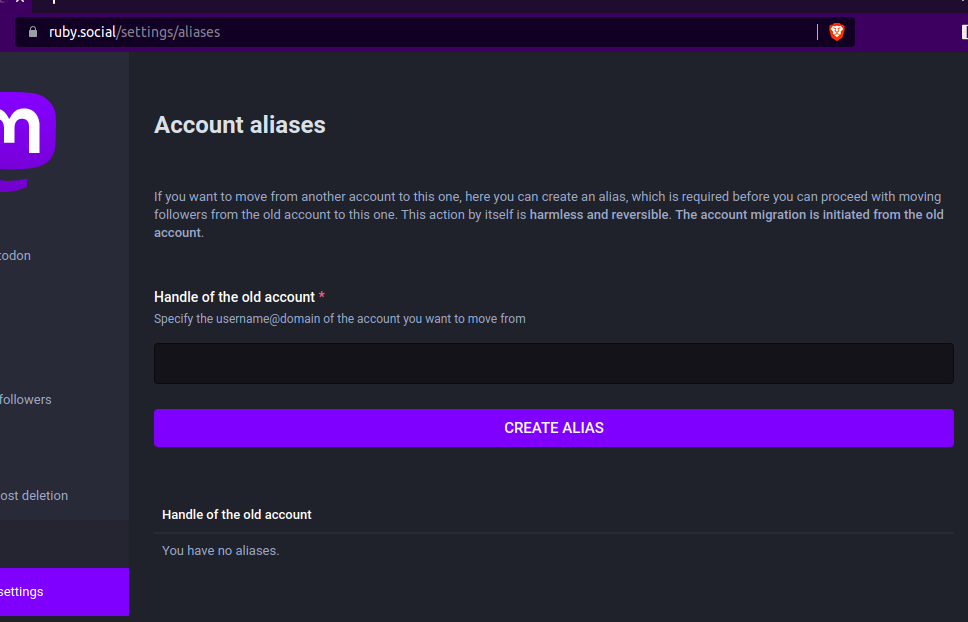 ruby.social/settings/aliases
Account aliases
If you want to move from another account to this one, here you can create an alias, which is required before you can proceed with moving
followers from the old account to this one. This action by itself is harmless and reversible. The account migration is initiated from the old
account.
todon
Handle of the old account *
Specify the username@domain of the account you want to move from
followers
CREATE ALIAS
ost deletion
Handle of the old account
You have no aliases.
settings